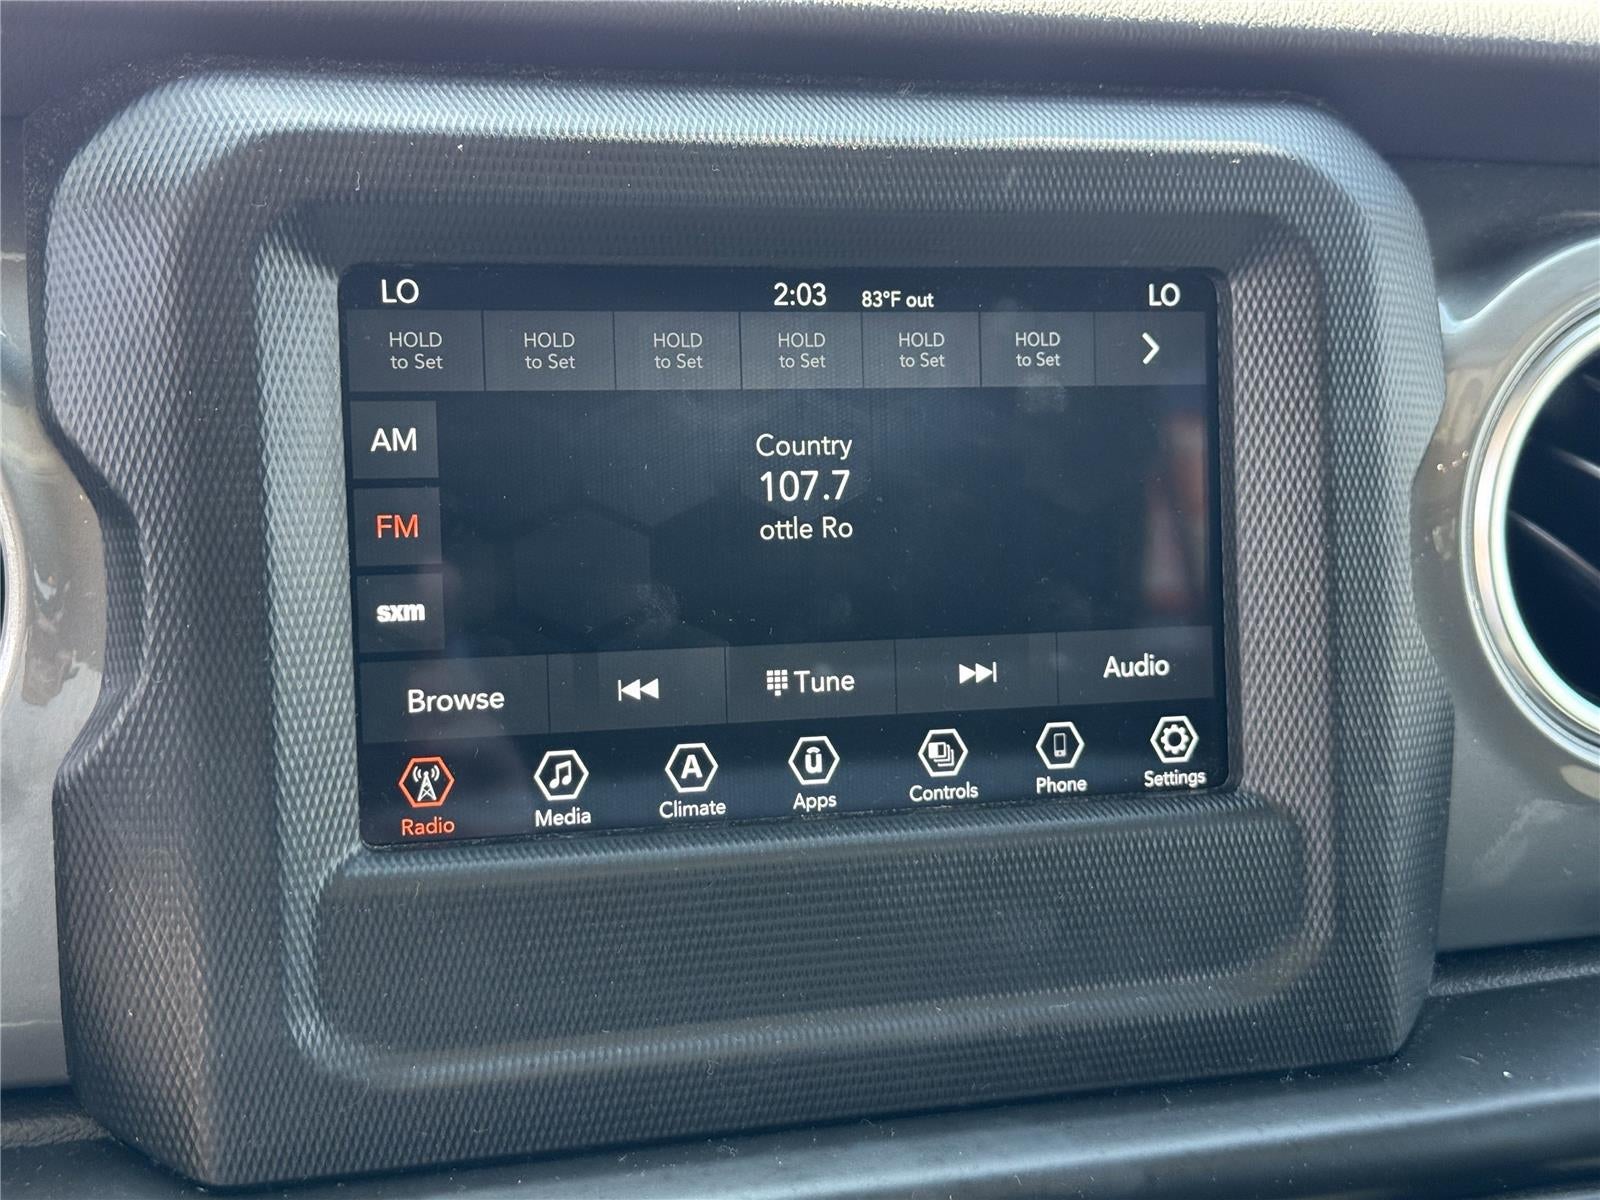 LO 2:03 83°F out LO
HOLD to Set HOLD to Set HOLD to Set HOLD to Set HOLD to Set HOLD to Set
AM
Country
107.7
ottle Ro
FM
sxm
Browse Tune Audio
Radio Media Climate Apps Controls Phone Settings